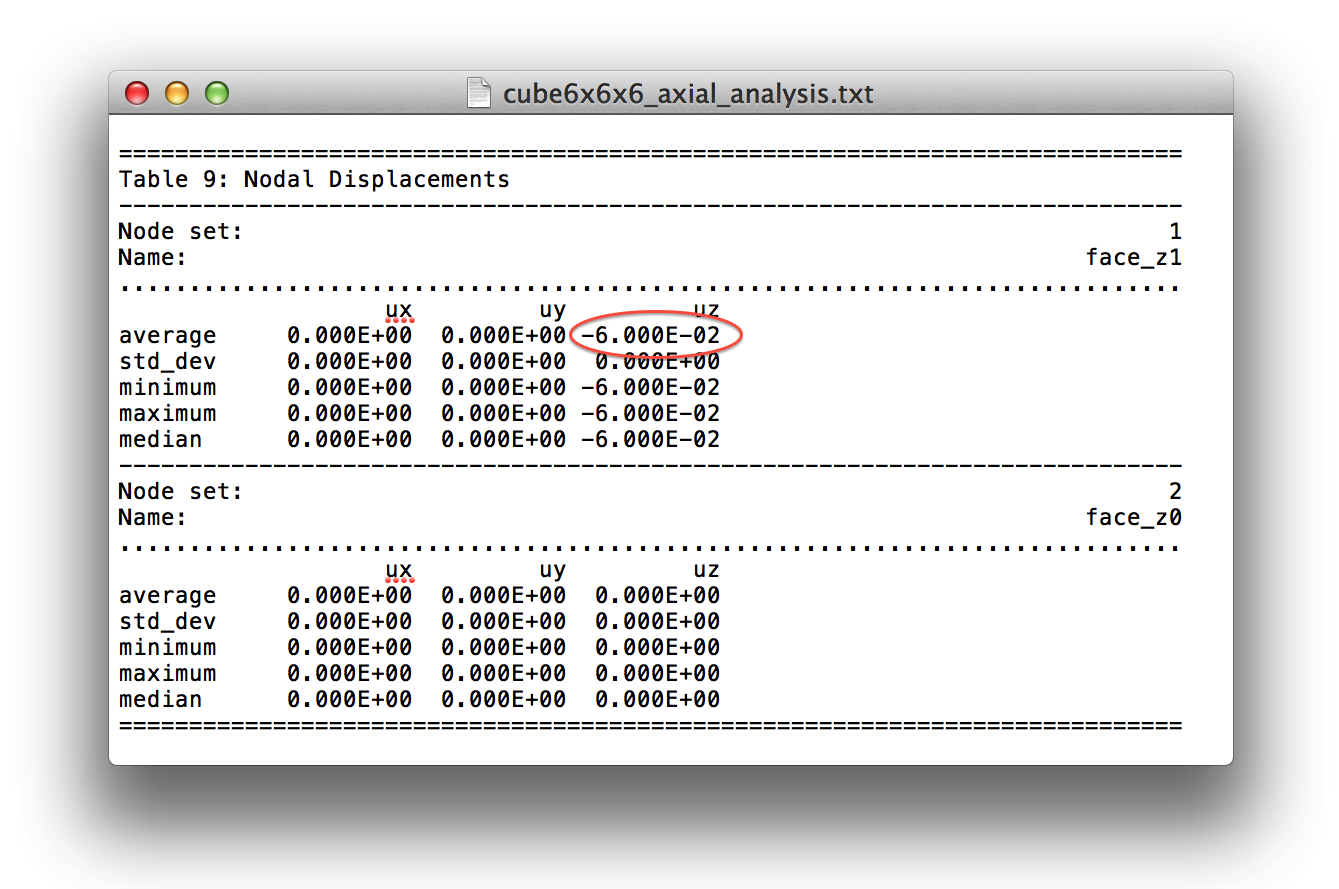 cube6x6x6_axial_analysis.txt
=============================================================================
Table 9: Nodal Displacements
-----------------------------------------------------------------------------
Node set: 1
Name: face_z1
.............................................................................
ux uy uz
average 0.000E+00 0.000E+00 -6.000E-02
std_dev 0.000E+00 0.000E+00 0.000E+00
minimum 0.000E+00 0.000E+00 -6.000E-02
maximum 0.000E+00 0.000E+00 -6.000E-02
median 0.000E+00 0.000E+00 -6.000E-02
-----------------------------------------------------------------------------
Node set: 2
Name: face_z0
.............................................................................
ux uy uz
average 0.000E+00 0.000E+00 0.000E+00
std_dev 0.000E+00 0.000E+00 0.000E+00
minimum 0.000E+00 0.000E+00 0.000E+00
maximum 0.000E+00 0.000E+00 0.000E+00
median 0.000E+00 0.000E+00 0.000E+00
=============================================================================